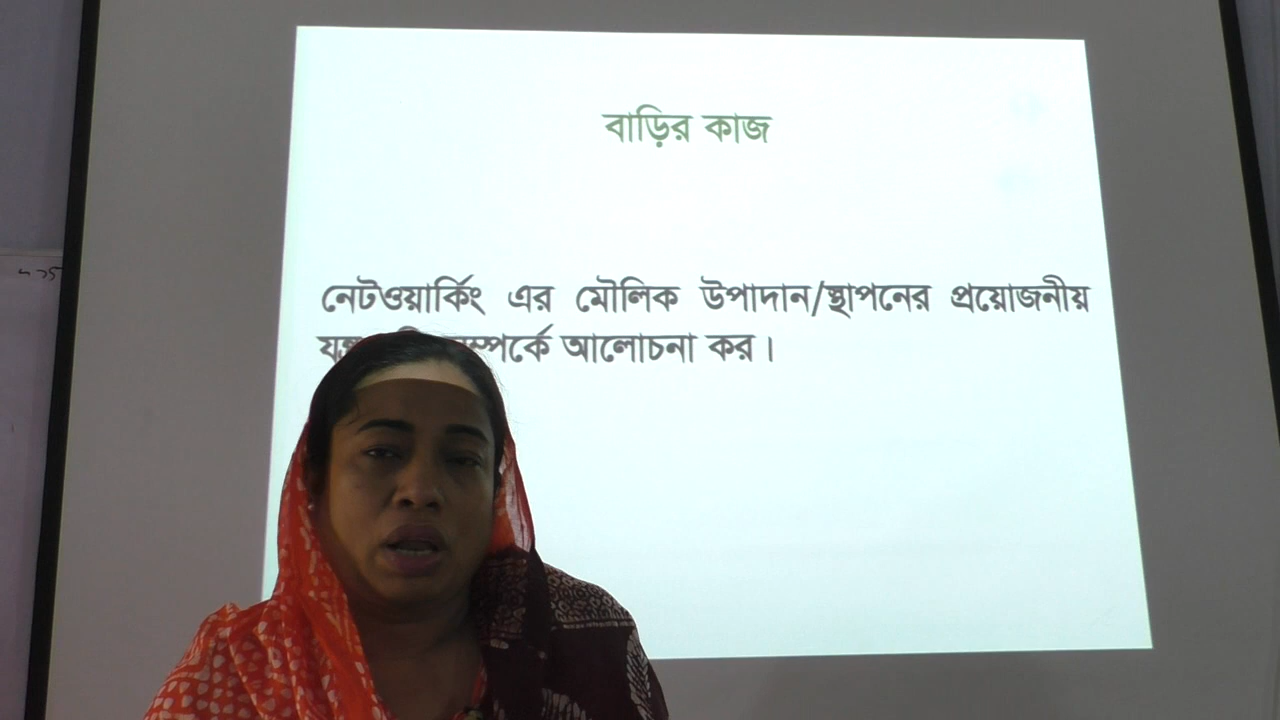 বাড়ির কাজ
নেটওয়ার্কিং এর মৌলিক উপাদান/স্থাপনের প্রয়োজনীয়
আলোচনা কর।